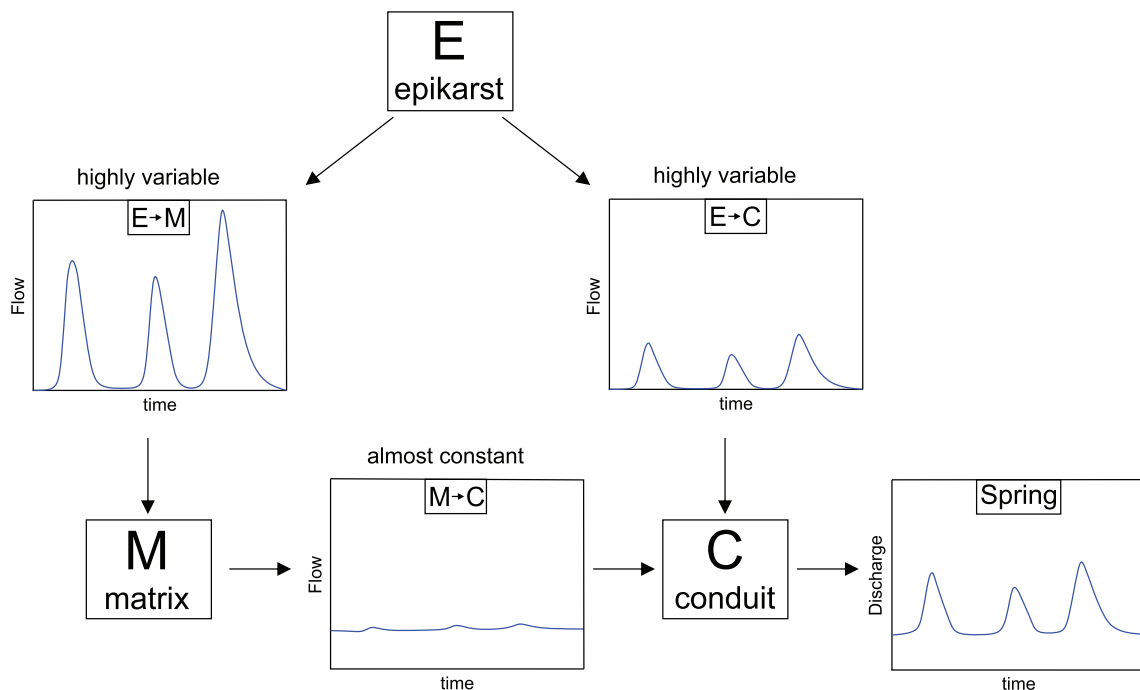 E
epikarst
highly variable
E→M
Flow
time
highly variable
E→C
Flow
time
M
matrix
almost constant
M→C
Flow
time
C
conduit
Spring
Discharge
time